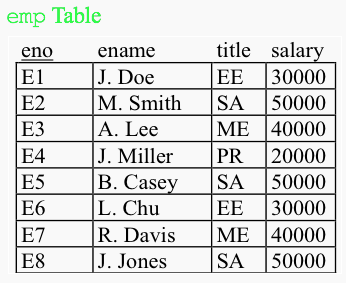 emp Table
eno ename title salary
E1 J. Doe EE 30000
E2 M. Smith SA 50000
E3 A. Lee ME 40000
E4 J. Miller PR 20000
E5 B. Casey SA 50000
E6 L. Chu EE 30000
E7 R. Davis ME 40000
E8 J. Jones SA 50000